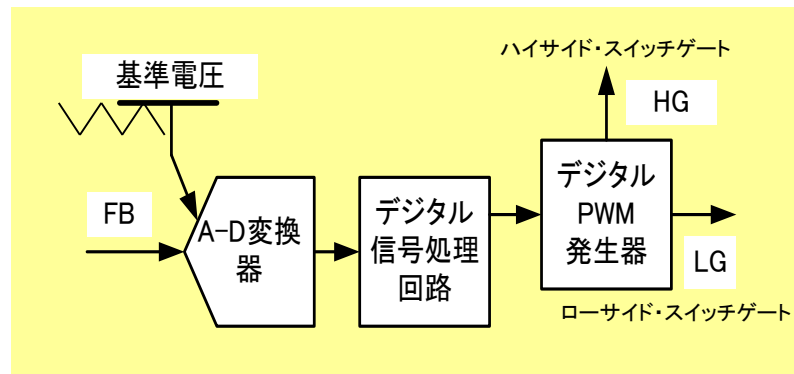 ハイサイド・スイッチゲート
基準電圧
HG
FB
A-D変換
器
デジタル
信号処理
回路
デジタル
PWM
発生器
LG
ローサイド・スイッチゲート